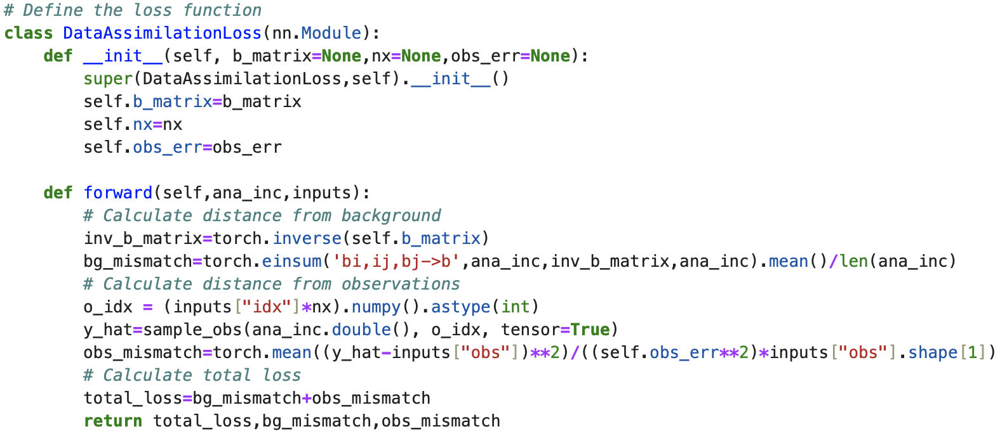 # Define the loss function
class DataAssimilationLoss(nn.Module):
    def __init__(self, b_matrix=None,nx=None,obs_err=None):
        super(DataAssimilationLoss,self).__init__()
        self.b_matrix=b_matrix
        self.nx=nx
        self.obs_err=obs_err

    def forward(self,ana_inc,inputs):
        # Calculate distance from background
        inv_b_matrix=torch.inverse(self.b_matrix)
        bg_mismatch=torch.einsum('bi,ij,bj->b',ana_inc,inv_b_matrix,ana_inc).mean()/len(ana_inc)
        # Calculate distance from observations
        o_idx = (inputs["idx"]*nx).numpy().astype(int)
        y_hat=sample_obs(ana_inc.double(), o_idx, tensor=True)
        obs_mismatch=torch.mean((y_hat-inputs["obs"])**2)/((self.obs_err**2)*inputs["obs"].shape[1])
        # Calculate total loss
        total_loss=bg_mismatch+obs_mismatch
        return total_loss,bg_mismatch,obs_mismatch